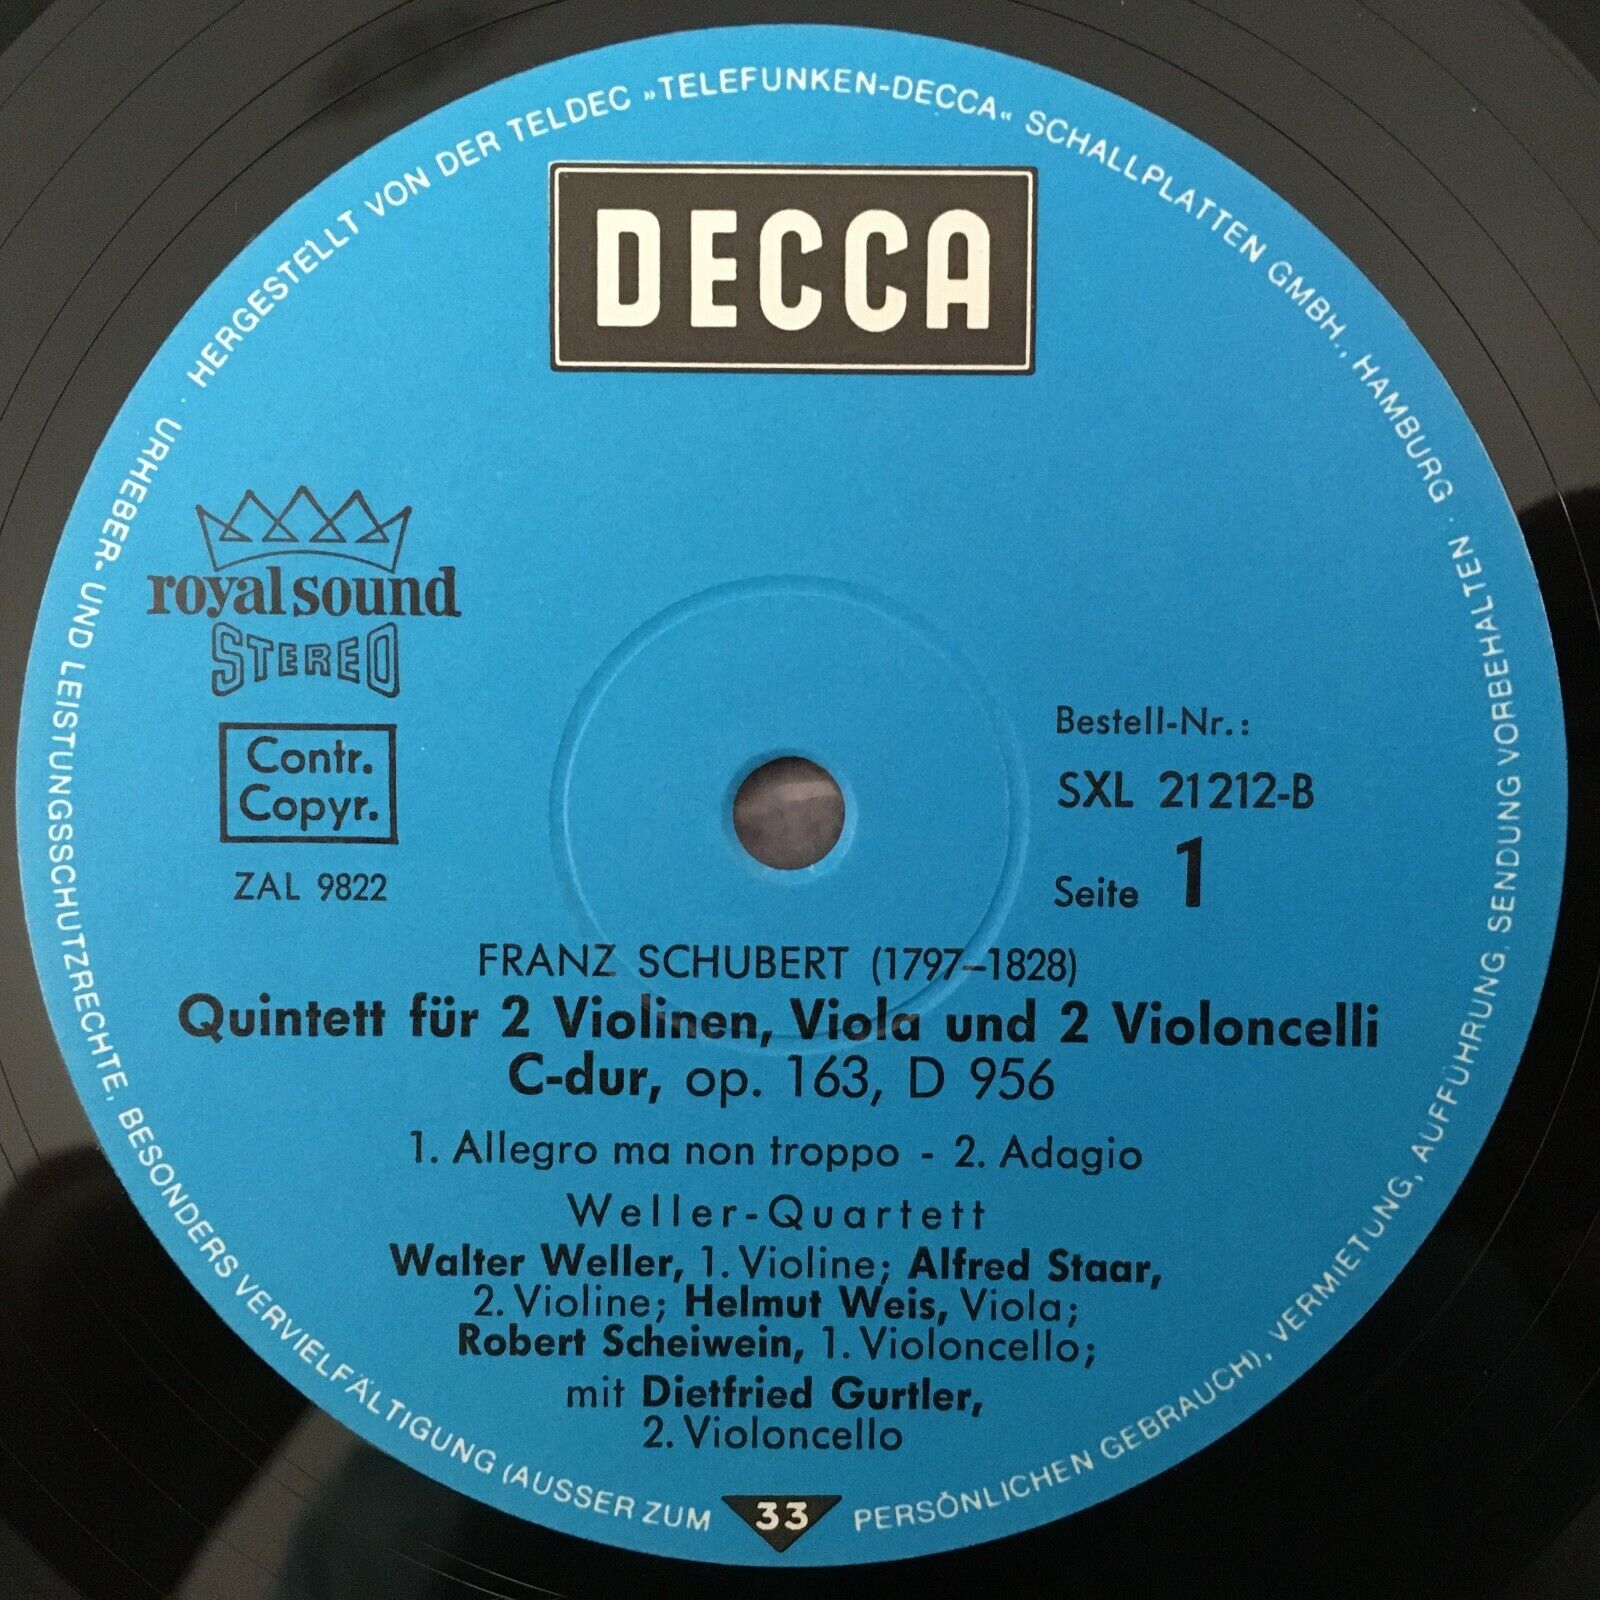 HERGESTELLT VON DER TELDEC »TELEFUNKEN-DECCA« SCHALLPLATTEN GMBH., HAMBURG · URHEBER- UND LEISTUNGSSCHUTZRECHTE, BESONDERS VERVIELFÄLTIGUNG (AUSSER ZUM PERSÖNLICHEN GEBRAUCH), VERMIETUNG, AUFFÜHRUNG, SENDUNG VORBEHALTEN ·
DECCA
royal sound
STEREO
Contr.
Copyr.
ZAL 9822
Bestell-Nr.:
SXL 21212-B
Seite 1
FRANZ SCHUBERT (1797–1828)
Quintett für 2 Violinen, Viola und 2 Violoncelli
C-dur, op. 163, D 956
1. Allegro ma non troppo - 2. Adagio
Weller-Quartett
Walter Weller, 1. Violine; Alfred Staar,
2. Violine; Helmut Weis, Viola;
Robert Scheiwein, 1. Violoncello;
mit Dietfried Gurtler,
2. Violoncello
33